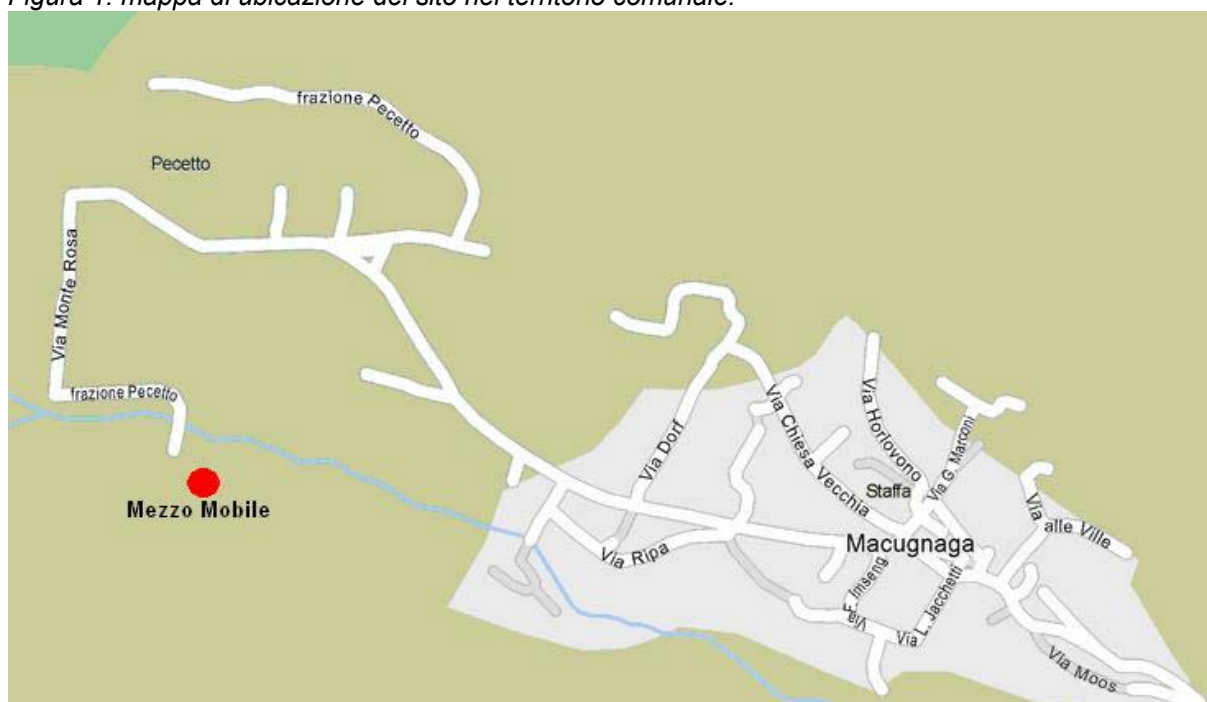 Figura 1: mappa di ubicazione del sito nel territorio comunale.
frazione Pecetto
Pecetto
Via Monte Rosa
frazione Pecetto
Mezzo Mobile
Via Dorf
Via Chiesa Vecchia
Via Horlovono
Via G. Marconi
Staffa
Via alle Ville
Macugnaga
Via Ripa
Via F. Imseng
Via L. Jacchetti
Via Moos